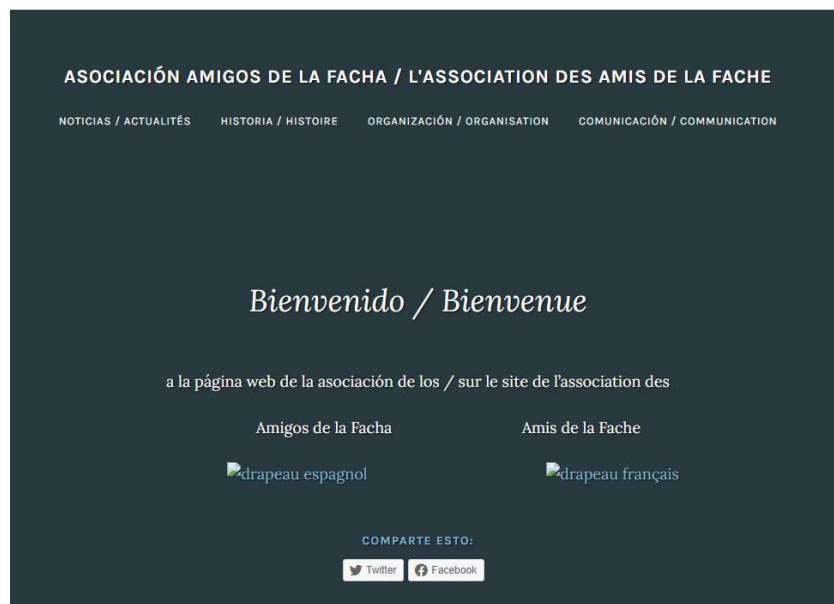 ASOCIACIÓN AMIGOS DE LA FACHA / L'ASSOCIATION DES AMIS DE LA FACHE
NOTICIAS / ACTUALITÉS HISTORIA / HISTOIRE ORGANIZACIÓN / ORGANISATION COMUNICACIÓN / COMMUNICATION
Bienvenido / Bienvenue
a la página web de la asociación de los / sur le site de l'association des
Amigos de la Facha Amis de la Fache
drapeau espagnol drapeau français
COMPARTE ESTO:
Twitter Facebook